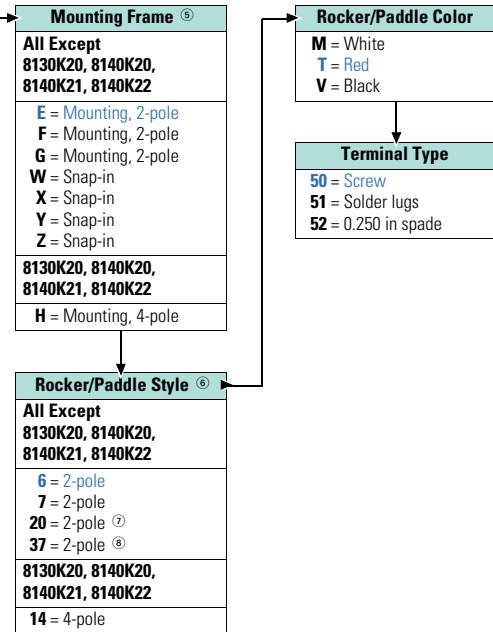 Mounting Frame ⑤
All Except
8130K20, 8140K20,
8140K21, 8140K22
E = Mounting, 2-pole
F = Mounting, 2-pole
G = Mounting, 2-pole
W = Snap-in
X = Snap-in
Y = Snap-in
Z = Snap-in
8130K20, 8140K20,
8140K21, 8140K22
H = Mounting, 4-pole
Rocker/Paddle Style ⑥
All Except
8130K20, 8140K20,
8140K21, 8140K22
6 = 2-pole
7 = 2-pole
20 = 2-pole ⑦
37 = 2-pole ⑧
8130K20, 8140K20,
8140K21, 8140K22
14 = 4-pole
Rocker/Paddle Color
M = White
T = Red
V = Black
Terminal Type
50 = Screw
51 = Solder lugs
52 = 0.250 in spade